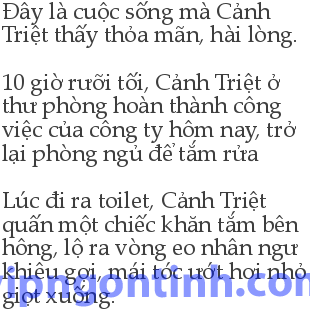 Đây là cuộc sống mà Cảnh
Triệt thấy thỏa mãn, hài lòng.
10 giờ rưỡi tối, Cảnh Triệt ở
thư phòng hoàn thành công
việc của công ty hôm nay, trở
lại phòng ngủ để tắm rửa
Lúc đi ra toilet, Cảnh Triệt
quấn một chiếc khăn tắm bên
hông, lộ ra vòng eo nhân ngư
khiêu gợi, mái tóc ướt hơi nhỏ
giọt xuống.
vipngontinh.com